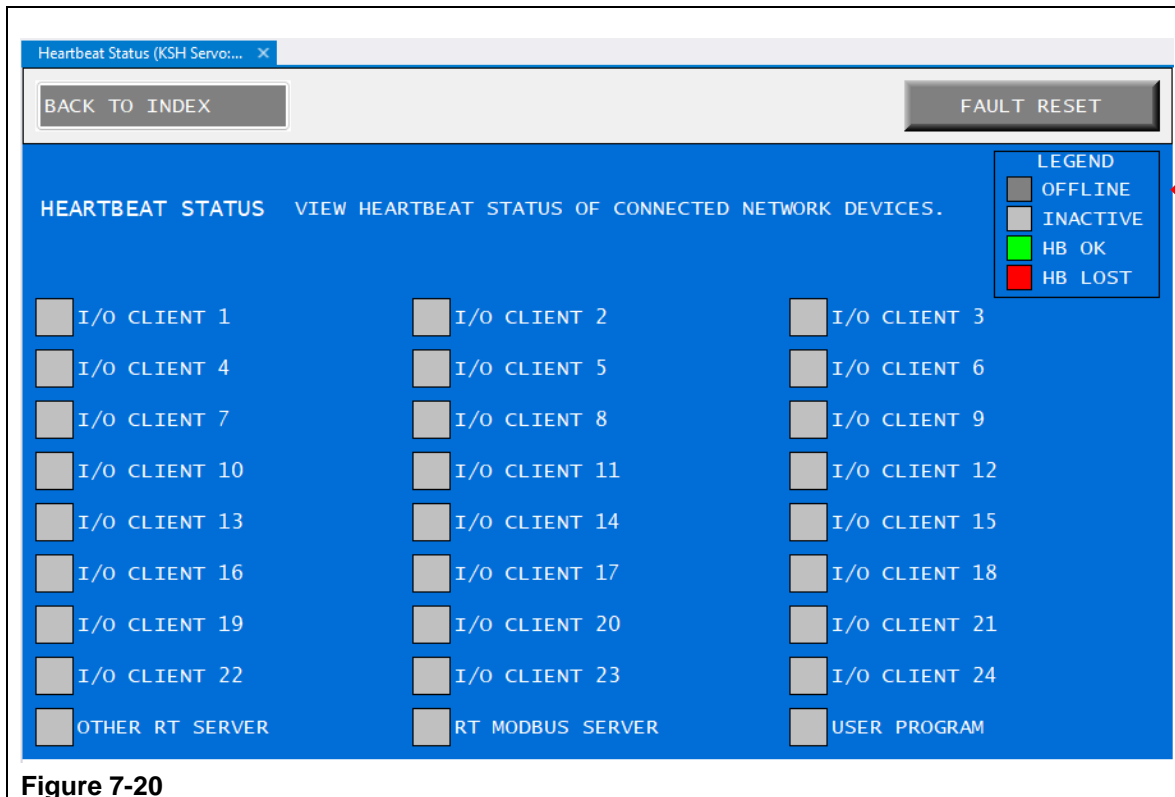 Heartbeat Status (KSH Servo:... ×
BACK TO INDEX
FAULT RESET
LEGEND
OFFLINE
INACTIVE
HB OK
HB LOST
HEARTBEAT STATUS VIEW HEARTBEAT STATUS OF CONNECTED NETWORK DEVICES.
I/O CLIENT 1 I/O CLIENT 2 I/O CLIENT 3
I/O CLIENT 4 I/O CLIENT 5 I/O CLIENT 6
I/O CLIENT 7 I/O CLIENT 8 I/O CLIENT 9
I/O CLIENT 10 I/O CLIENT 11 I/O CLIENT 12
I/O CLIENT 13 I/O CLIENT 14 I/O CLIENT 15
I/O CLIENT 16 I/O CLIENT 17 I/O CLIENT 18
I/O CLIENT 19 I/O CLIENT 20 I/O CLIENT 21
I/O CLIENT 22 I/O CLIENT 23 I/O CLIENT 24
OTHER RT SERVER RT MODBUS SERVER USER PROGRAM
Figure 7-20